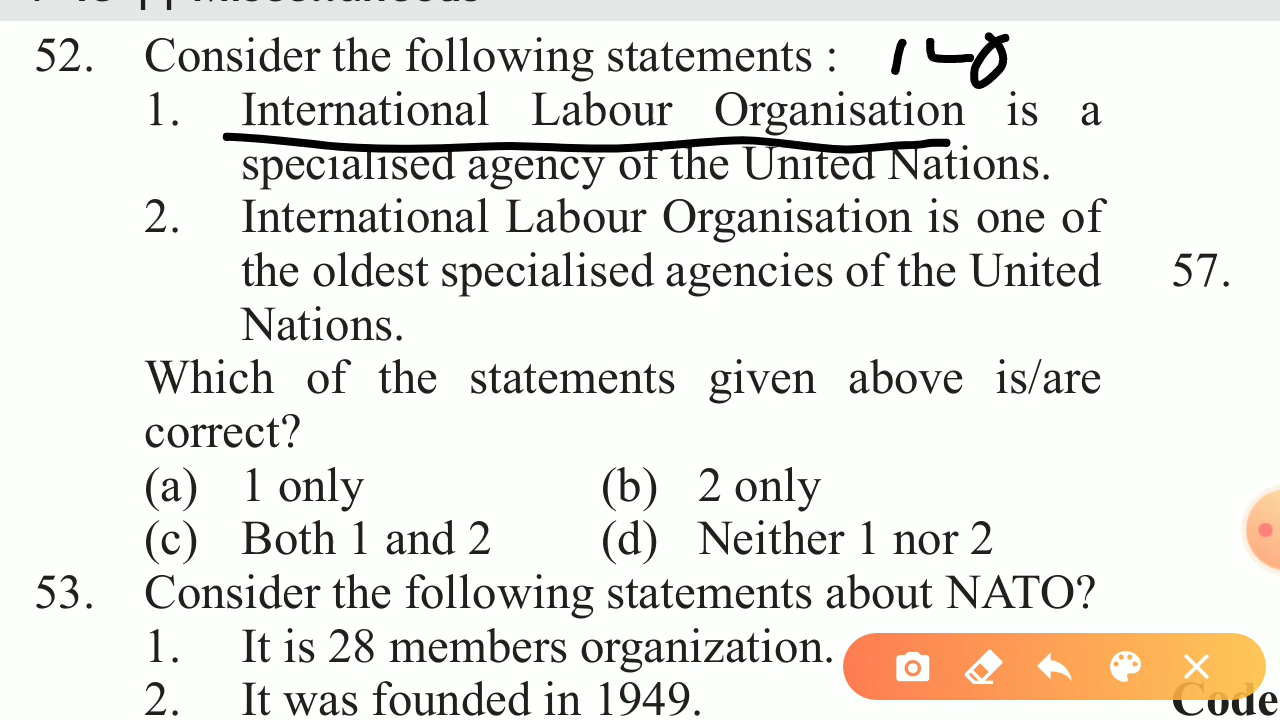 52. Consider the following statements :
1. International Labour Organisation is a
specialised agency of the United Nations.
2. International Labour Organisation is one of
the oldest specialised agencies of the United
Nations.
57.
Which of the statements given above is/are
correct?
(a) 1 only (b) 2 only
(c) Both 1 and 2 (d) Neither 1 nor 2
53. Consider the following statements about NATO?
1. It is 28 members organization.
2. It was founded in 1949.
Code